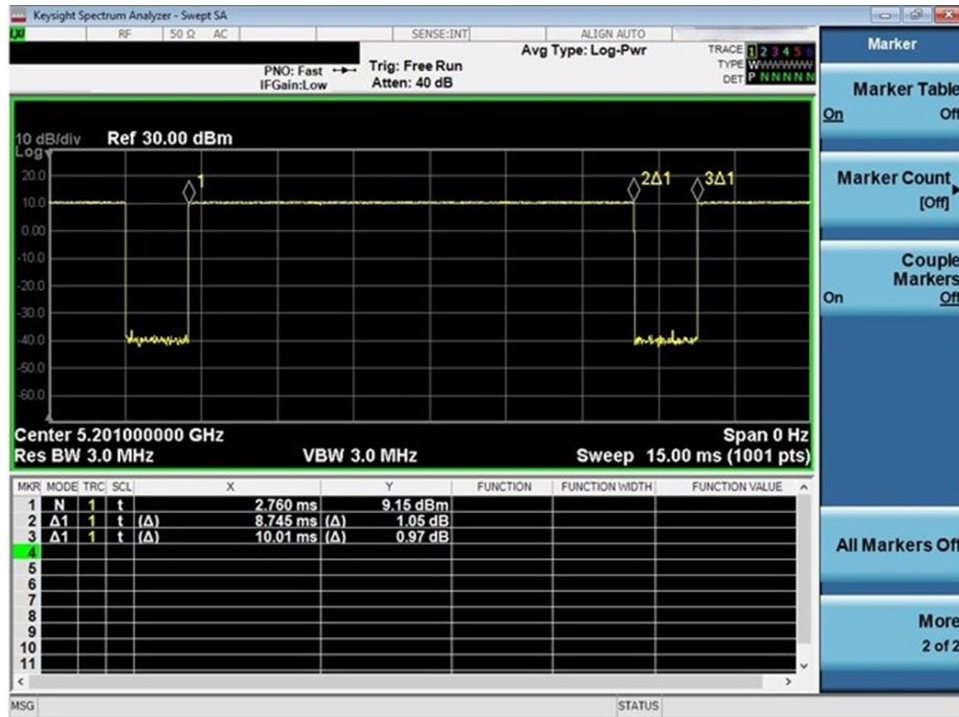 Keysight Spectrum Analyzer - Swept SA
LXI RF 50 Ω AC SENSE:INT ALIGN AUTO
Avg Type: Log-Pwr
TRACE 1 2 3 4 5 6
TYPE W
DET P N N N N N
PNO: Fast Trig: Free Run
IFGain:Low Atten: 40 dB
10 dB/div Ref 30.00 dBm
Log
20.0
10.0
0.00
-10.0
-20.0
-30.0
-40.0
-50.0
-60.0
1
2Δ1
3Δ1
Center 5.201000000 GHz Span 0 Hz
Res BW 3.0 MHz VBW 3.0 MHz Sweep 15.00 ms (1001 pts)
MKR MODE TRC SCL X Y FUNCTION FUNCTION WIDTH FUNCTION VALUE
1 N 1 t 2.760 ms 9.15 dBm
2 Δ1 1 t (Δ) 8.745 ms (Δ) 1.05 dB
3 Δ1 1 t (Δ) 10.01 ms (Δ) 0.97 dB
4
5
6
7
8
9
10
11
MSG STATUS
Marker
Marker Table
On Off
Marker Count
[Off]
Couple
Markers
On Off
All Markers Off
More
2 of 2